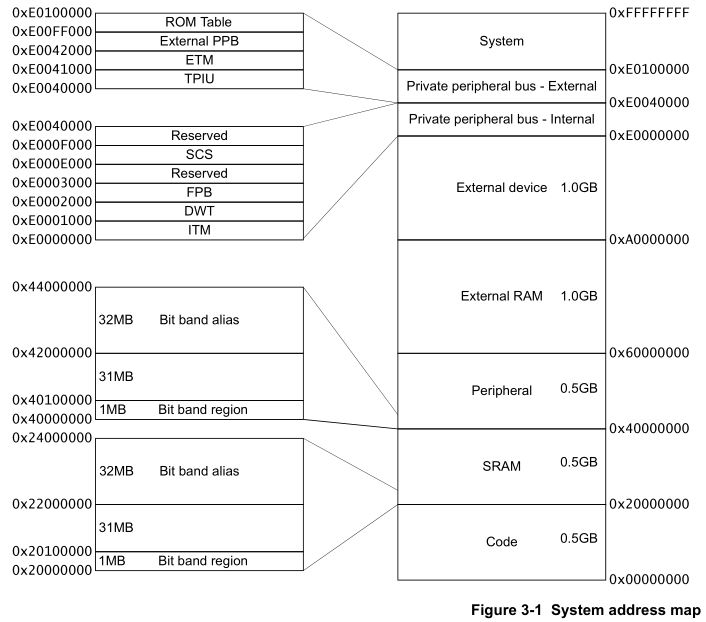 0xE0100000
ROM Table
0xE00FF000
External PPB
0xE0042000
ETM
0xE0041000
TPIU
0xE0040000
0xE0040000
Reserved
0xE000F000
SCS
0xE000E000
Reserved
0xE0003000
FPB
0xE0002000
DWT
0xE0001000
ITM
0xE0000000
0x44000000
32MB Bit band alias
0x42000000
31MB
0x40100000
1MB Bit band region
0x40000000
0x24000000
32MB Bit band alias
0x22000000
31MB
0x20100000
1MB Bit band region
0x20000000
0xFFFFFFFF
System
0xE0100000
Private peripheral bus - External
0xE0040000
Private peripheral bus - Internal
0xE0000000
External device 1.0GB
0xA0000000
External RAM 1.0GB
0x60000000
Peripheral 0.5GB
0x40000000
SRAM 0.5GB
0x20000000
Code 0.5GB
0x00000000
Figure 3-1 System address map